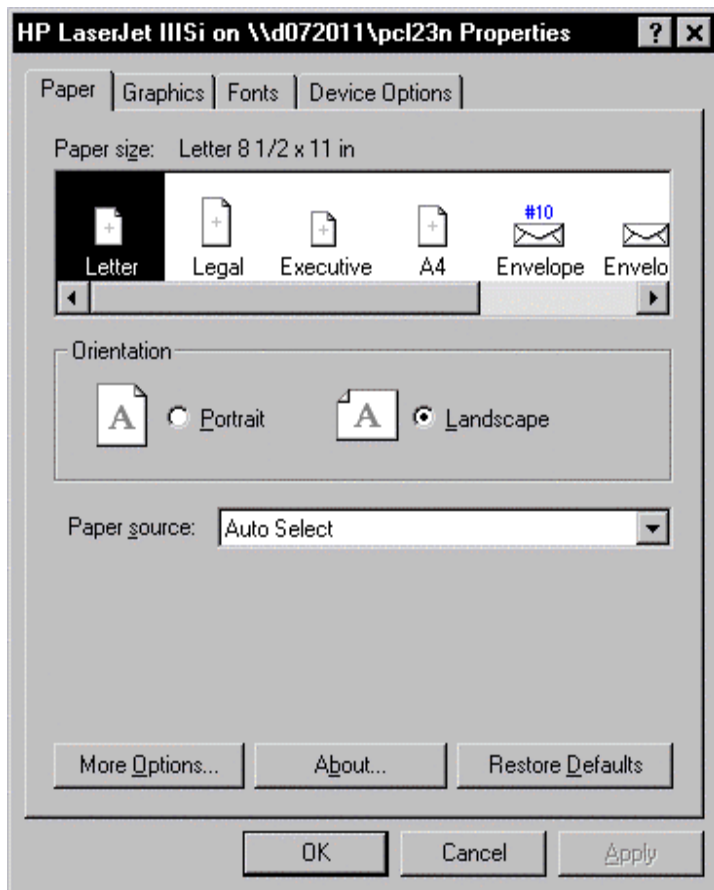 HP LaserJet IIISi on \\d072011\pcl23n Properties
Paper Graphics Fonts Device Options
Paper size: Letter 8 1/2 x 11 in
#10
Letter Legal Executive A4 Envelope Envelo
Orientation
A Portrait A Landscape
Paper source: Auto Select
More Options... About... Restore Defaults
OK Cancel Apply